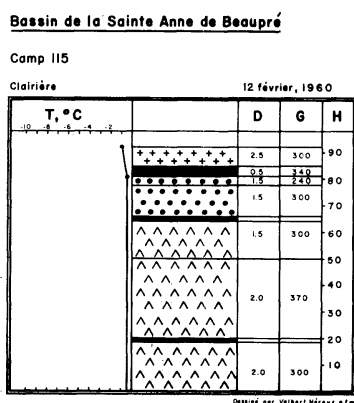 Bassin de la Sainte Anne de Beaupré
Camp 115
Clairière 12 février, 1960
T, °C D G H
-10 -8 -6 -4 -2
90
2.5 300
0.5 340
1.5 240 80
1.5 300
70
1.5 300 60
50
2.0 370 40
30
20
10
2.0 300
Dessiné par